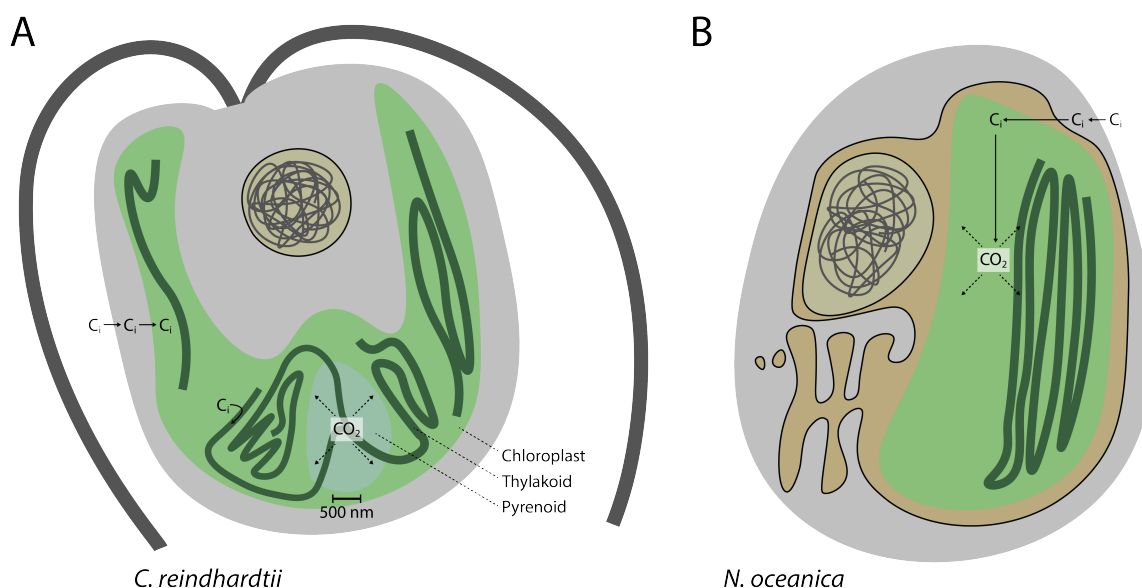 A
B
C. reindhardtii
N. oceanica
Cᵢ Cᵢ Cᵢ
Cᵢ
CO₂
500 nm
Chloroplast
Thylakoid
Pyrenoid
Cᵢ Cᵢ Cᵢ
CO₂